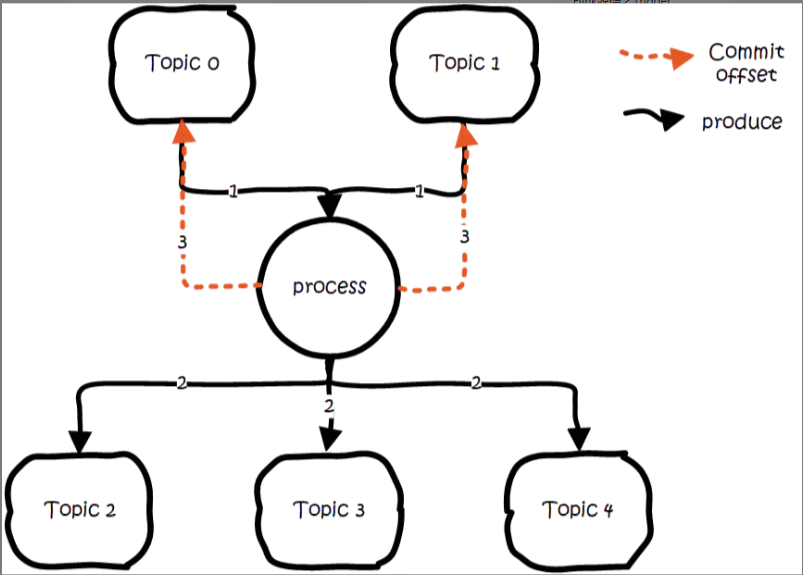 Topic 0
Topic 1
Commit
offset
produce
1
1
3
3
process
2
2
2
Topic 2
Topic 3
Topic 4